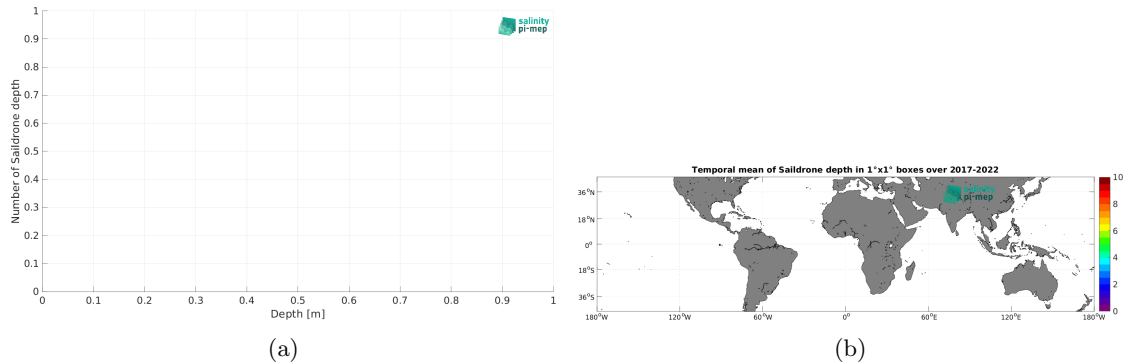 1
0.9
0.8
0.7
0.6
0.5
0.4
0.3
0.2
0.1
0
Number of Saildrone depth
salinity
pi-mep
0 0.1 0.2 0.3 0.4 0.5 0.6 0.7 0.8 0.9 1
Depth [m]
(a)
Temporal mean of Saildrone depth in 1°x1° boxes over 2017-2022
salinity
pi-mep
36°N
18°N
0°
18°S
36°S
180°W 120°W 60°W 0° 60°E 120°E 180°W
10
8
6
4
2
0
(b)